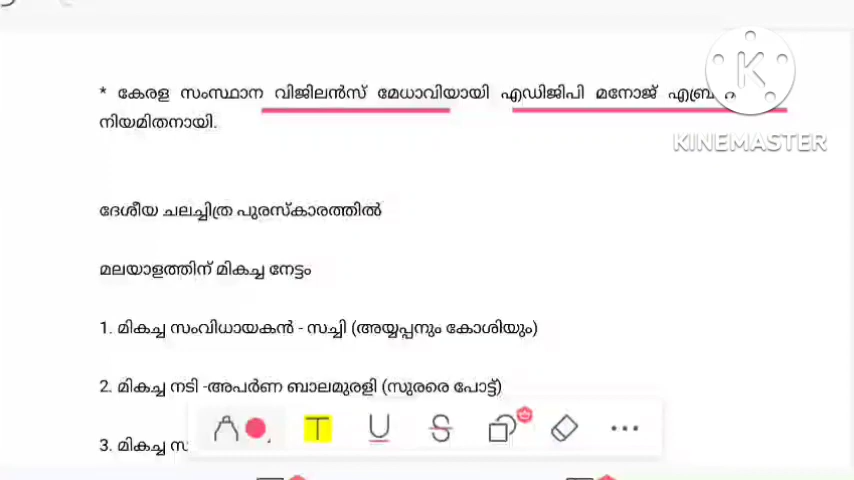 * കേരള സംസ്ഥാന വിജിലൻസ് മേധാവിയായി എഡിജിപി മനോജ്
നിയമിതനായി.
KINEMASTER
ദേശീയ ചലച്ചിത്ര പുരസ്കാരത്തിൽ
മലയാളത്തിന് മികച്ച നേട്ടം
1. മികച്ച സംവിധായകൻ - സച്ചി (അയ്യപ്പനും കോശിയും)
2. മികച്ച നടി -അപർണ ബാലമുരളി (സുരരൈ പോട്ട്)
3. മികച്ച